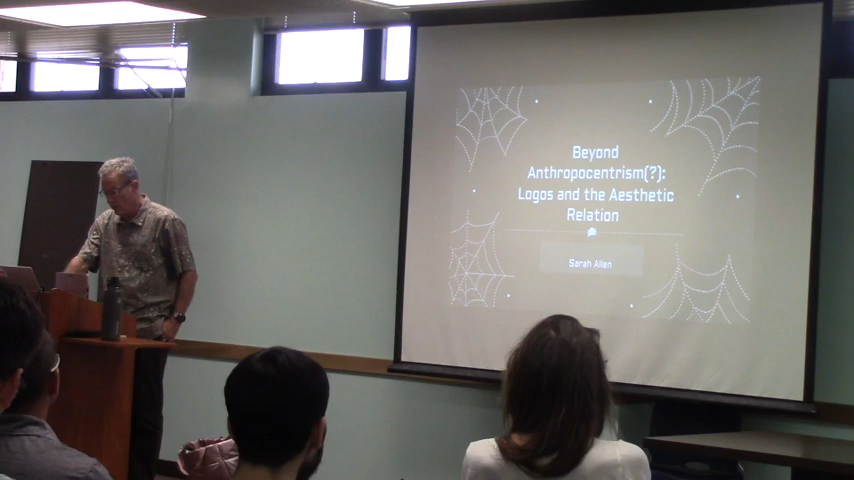 Beyond
Anthropocentrism(?):
Logos and the Aesthetic
Relation
Sarah Allen